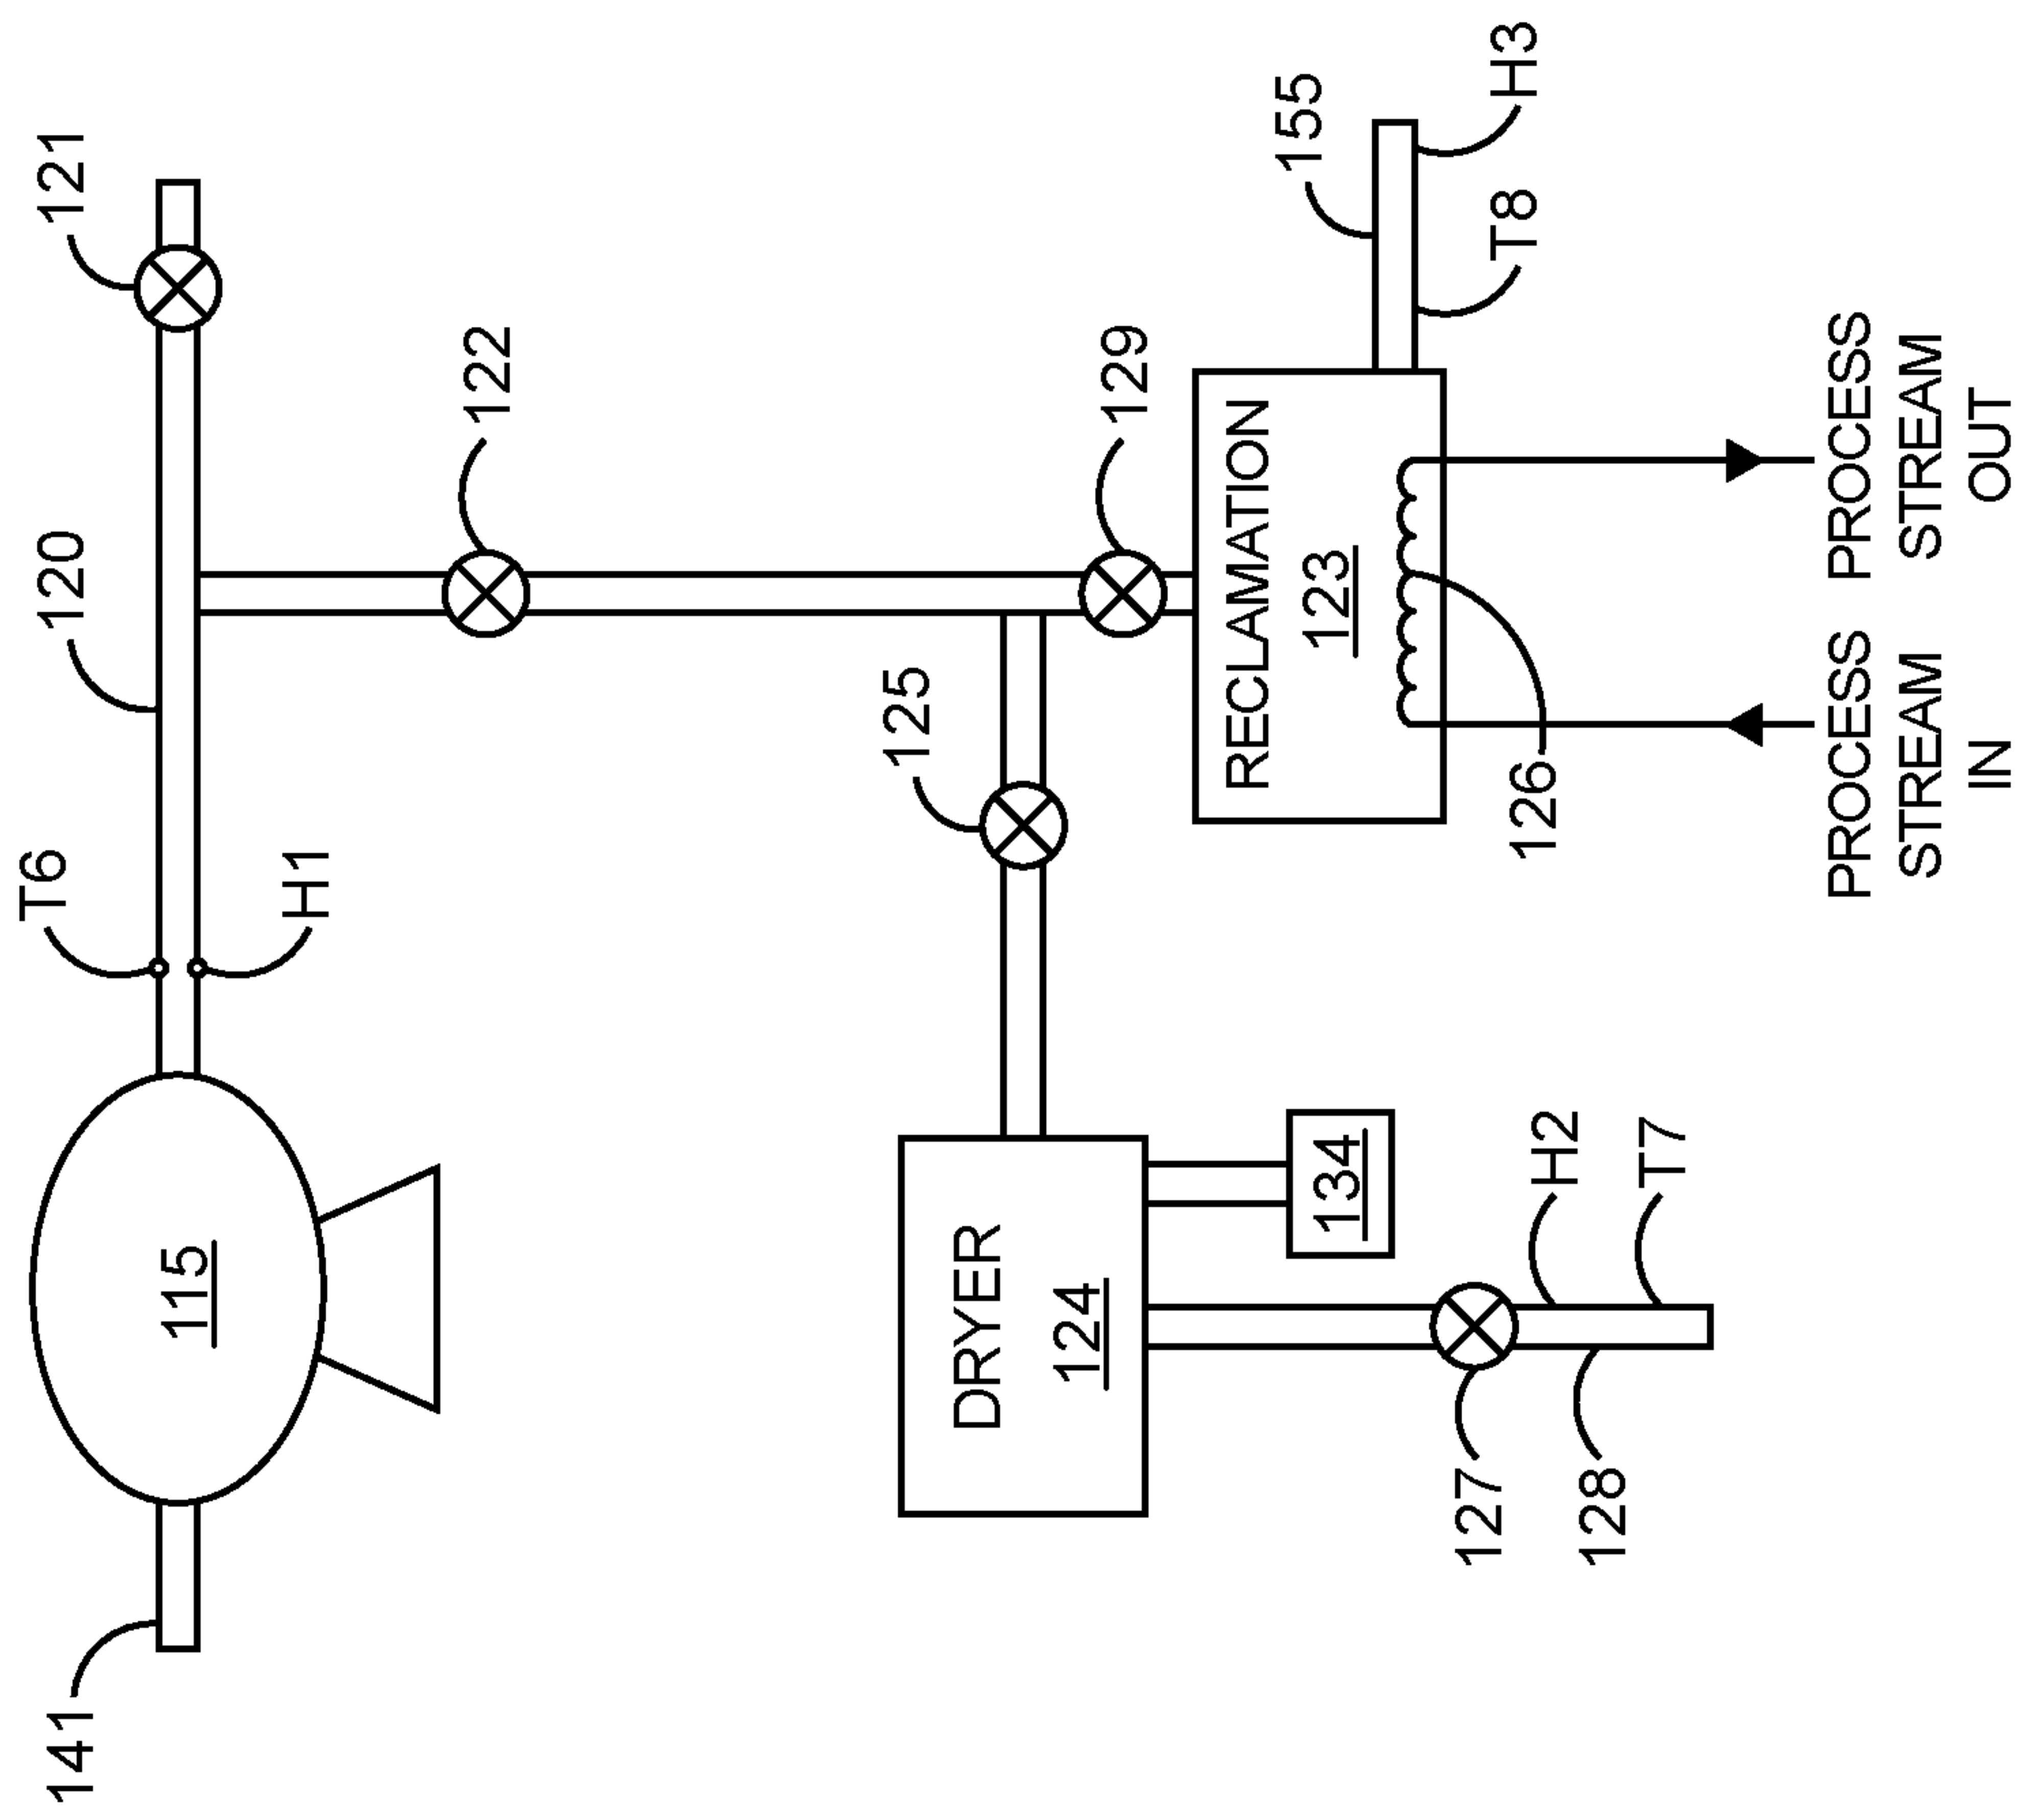 141
115
T6
H1
120
121
122
125
129
DRYER
124
134
127
128
H2
T7
RECLAMATION
123
126
155
T8
H3
PROCESS
STREAM
IN
PROCESS
STREAM
OUT